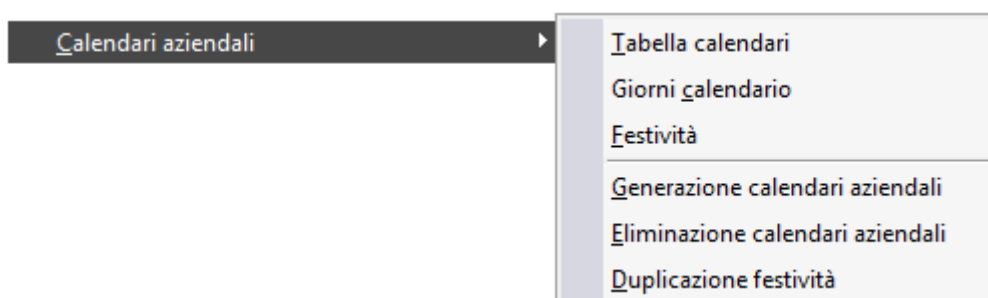 Calendari aziendali
Tabella calendari
Giorni calendario
Festività
Generazione calendari aziendali
Eliminazione calendari aziendali
Duplicazione festività